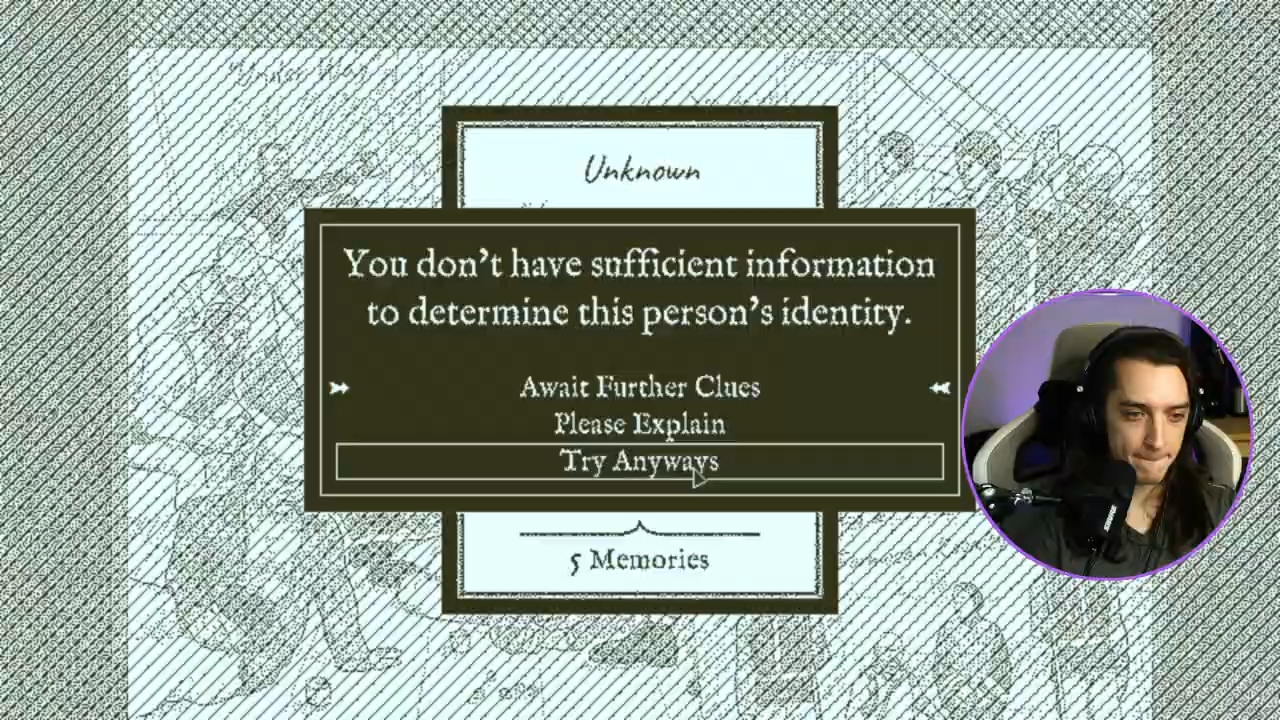 Unknown
You don't have sufficient information
to determine this person's identity.
Await Further Clues
Please Explain
Try Anyways
5 Memories